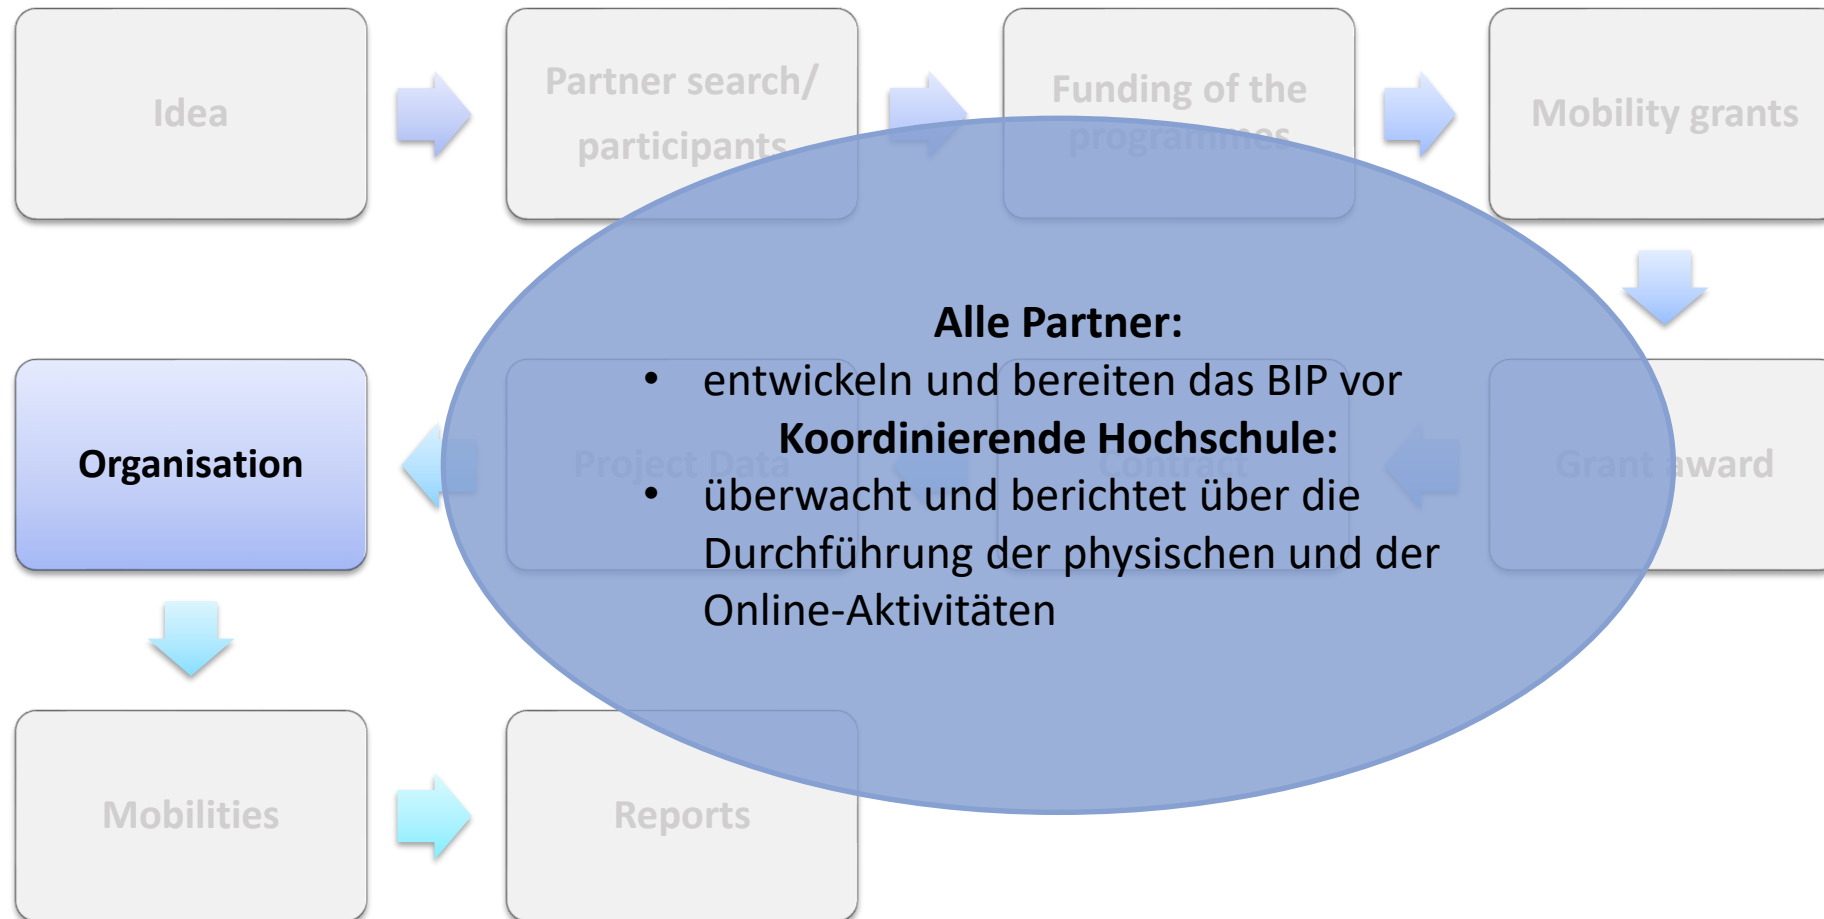 Idea
Partner search/
participants
Funding of the
programmes
Mobility grants
Alle Partner:
• entwickeln und bereiten das BIP vor
Koordinierende Hochschule:
• überwacht und berichtet über die
Durchführung der physischen und der
Online-Aktivitäten
Organisation
Project Data
Contract
Grant award
Mobilities
Reports